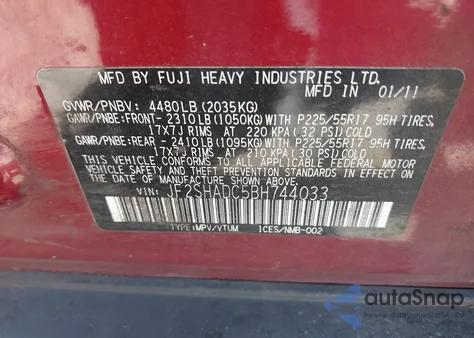 MFD BY FUJI HEAVY INDUSTRIES LTD. IN 01/11
GVWR/PNBV: 4480LB (2035KG)
GAWR/PNBE: FRONT- 2310LB (1050KG) WITH P225/55R17 95H TIRES,
17X7J RIMS AT 220 KPA (32 PSI) COLD
GAWR/PNBE: REAR - 2410LB (1095KG) WITH P225/55R17 95H TIRES,
17X7J RIMS AT 210 KPA (30 PSI) COLD
THIS VEHICLE CONFORMS TO ALL APPLICABLE FEDERAL MOTOR
VEHICLE SAFETY AND THEFT PREVENTION STANDARDS IN EFFECT
ON THE DATE OF MANUFACTURE SHOWN ABOVE.
VIN: JF2SHADC5BH744033
TYPE: MPV/VTUM ICES/NMB-002
autoSnap